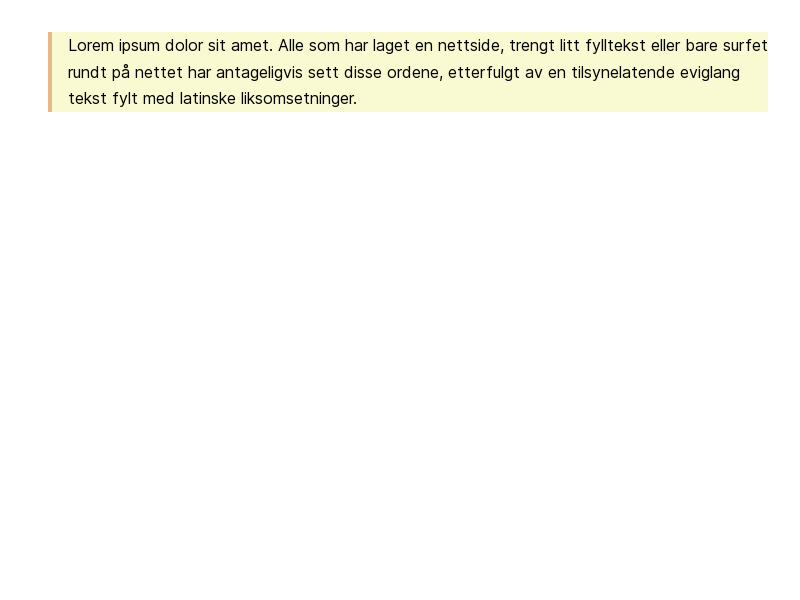 Lorem ipsum dolor sit amet. Alle som har laget en nettside, trengt litt fylltekst eller bare surfet
rundt på nettet har antageligvis sett disse ordene, etterfulgt av en tilsynelatende eviglang
tekst fylt med latinske liksomsetninger.